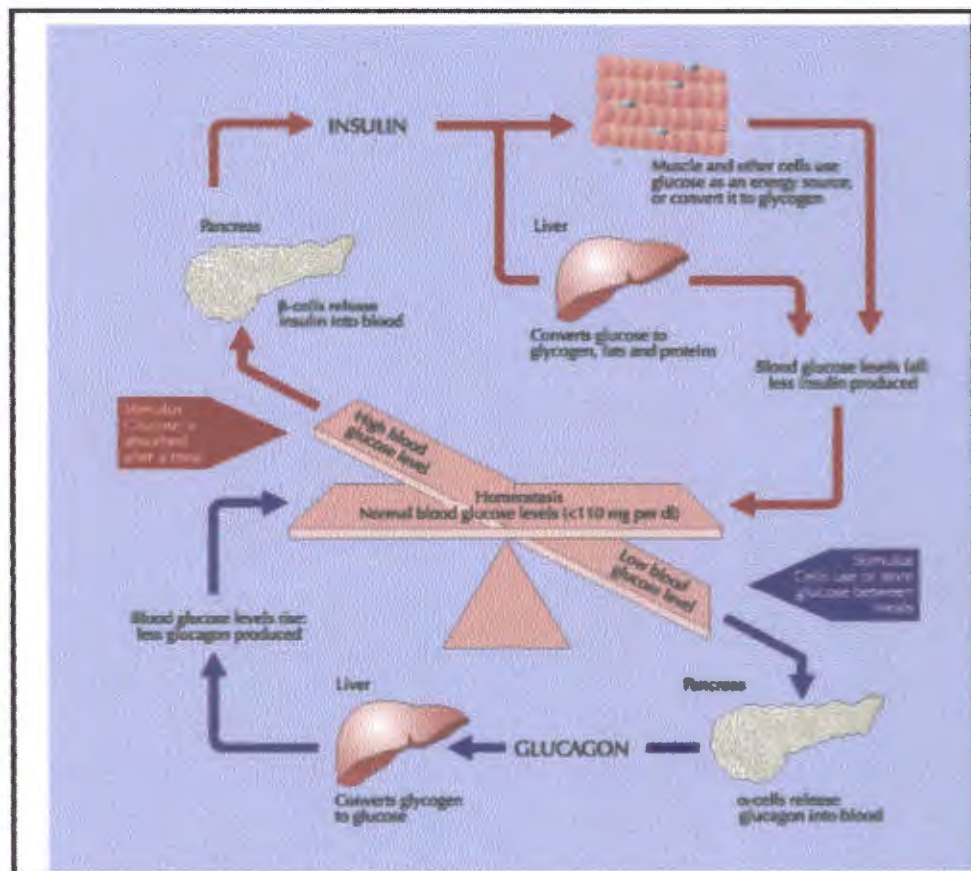 INSULIN
Muscle and other cells use
glucose as an energy source,
or convert it to glycogen
Pancreas
β-cells release
insulin into blood
Liver
Converts glucose to
glycogen, fats and proteins
Blood glucose levels fall:
less insulin produced
Stimulus
Glucose is
absorbed
after a meal
High blood
glucose level
Homeostasis
Normal blood glucose levels (<110 mg per dl)
Low blood
glucose level
Stimulus
Cells use or store
glucose between
meals
Blood glucose levels rise:
less glucagon produced
Liver
Converts glycogen
to glucose
GLUCAGON
Pancreas
α-cells release
glucagon into blood